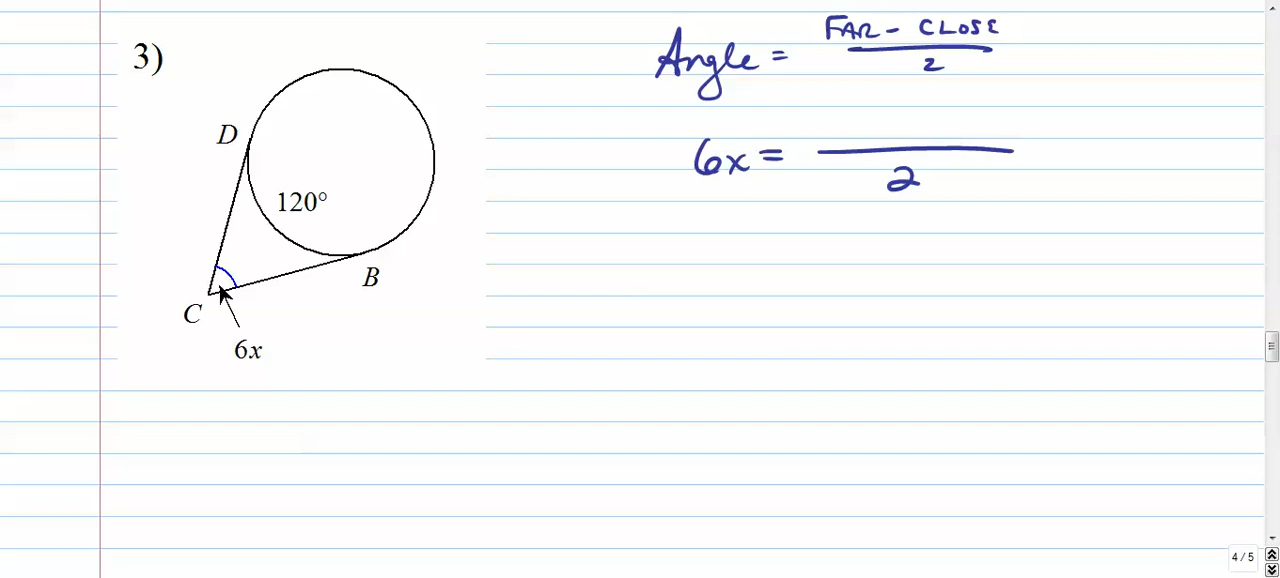 3)
Angle = FAR - CLOSE
2
D
6x =
2
120°
B
C
6x
4 / 5